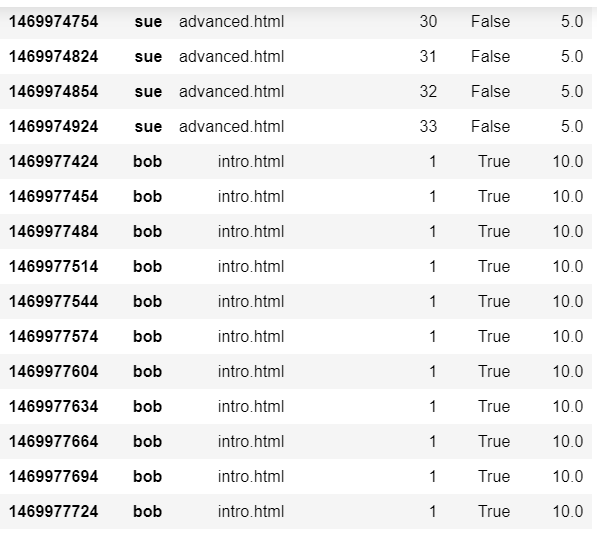 1469974754 sue advanced.html 30 False 5.0
1469974824 sue advanced.html 31 False 5.0
1469974854 sue advanced.html 32 False 5.0
1469974924 sue advanced.html 33 False 5.0
1469977424 bob intro.html 1 True 10.0
1469977454 bob intro.html 1 True 10.0
1469977484 bob intro.html 1 True 10.0
1469977514 bob intro.html 1 True 10.0
1469977544 bob intro.html 1 True 10.0
1469977574 bob intro.html 1 True 10.0
1469977604 bob intro.html 1 True 10.0
1469977634 bob intro.html 1 True 10.0
1469977664 bob intro.html 1 True 10.0
1469977694 bob intro.html 1 True 10.0
1469977724 bob intro.html 1 True 10.0